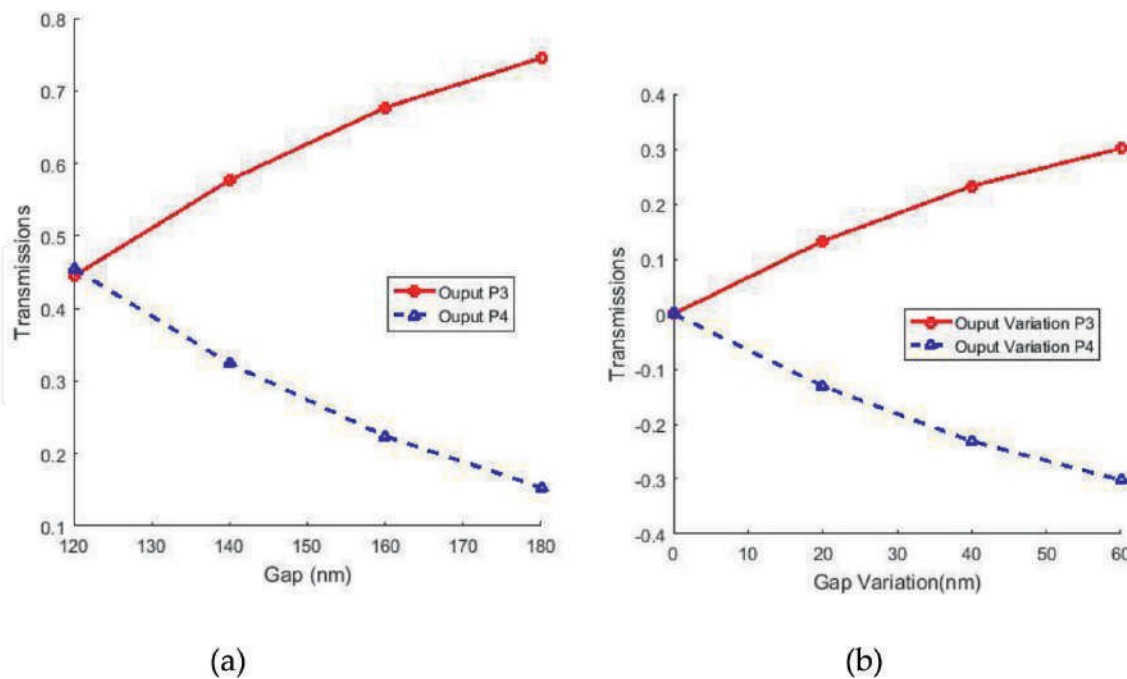 0.8
0.7
0.6
0.5
0.4
0.3
0.2
0.1
Transmissions
120 130 140 150 160 170 180
Gap (nm)
Ouput P3
Ouput P4
(a)
0.4
0.3
0.2
0.1
0
-0.1
-0.2
-0.3
-0.4
Transmissions
0 10 20 30 40 50 60
Gap Variation(nm)
Ouput Variation P3
Ouput Variation P4
(b)